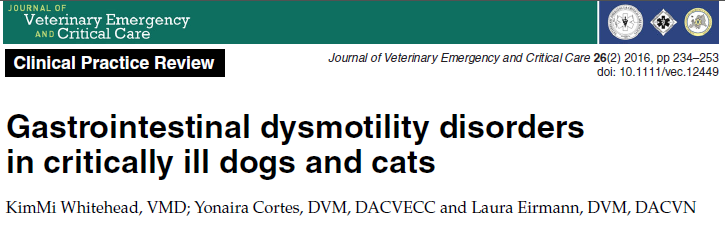 JOURNAL OF
Veterinary Emergency
AND Critical Care
Clinical Practice Review
Journal of Veterinary Emergency and Critical Care 26(2) 2016, pp 234–253
doi: 10.1111/vec.12449
Gastrointestinal dysmotility disorders
in critically ill dogs and cats
KimMi Whitehead, VMD; Yonaira Cortes, DVM, DACVECC and Laura Eirmann, DVM, DACVN